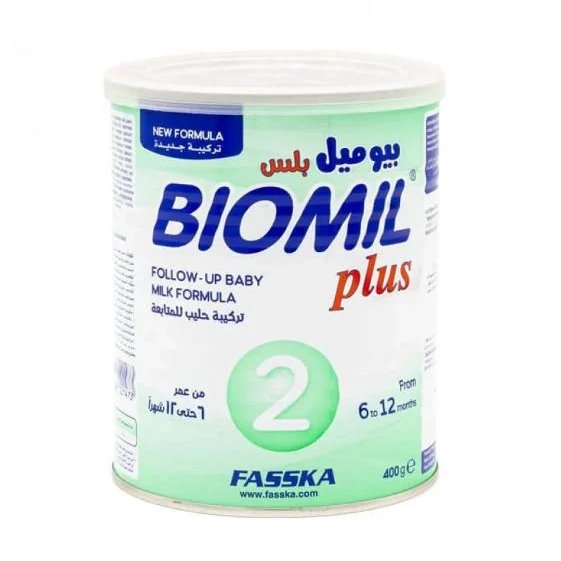 NEW FORMULA
تركيبة جديدة
بيوميل بلس
BIOMIL
plus
FOLLOW-UP BABY
MILK FORMULA
تركيبة حليب للمتابعة
2
من عمر
٦ حتى ١٢ شهراً
From
6 to 12 months
400g e
FASSKA
www.fasska.com